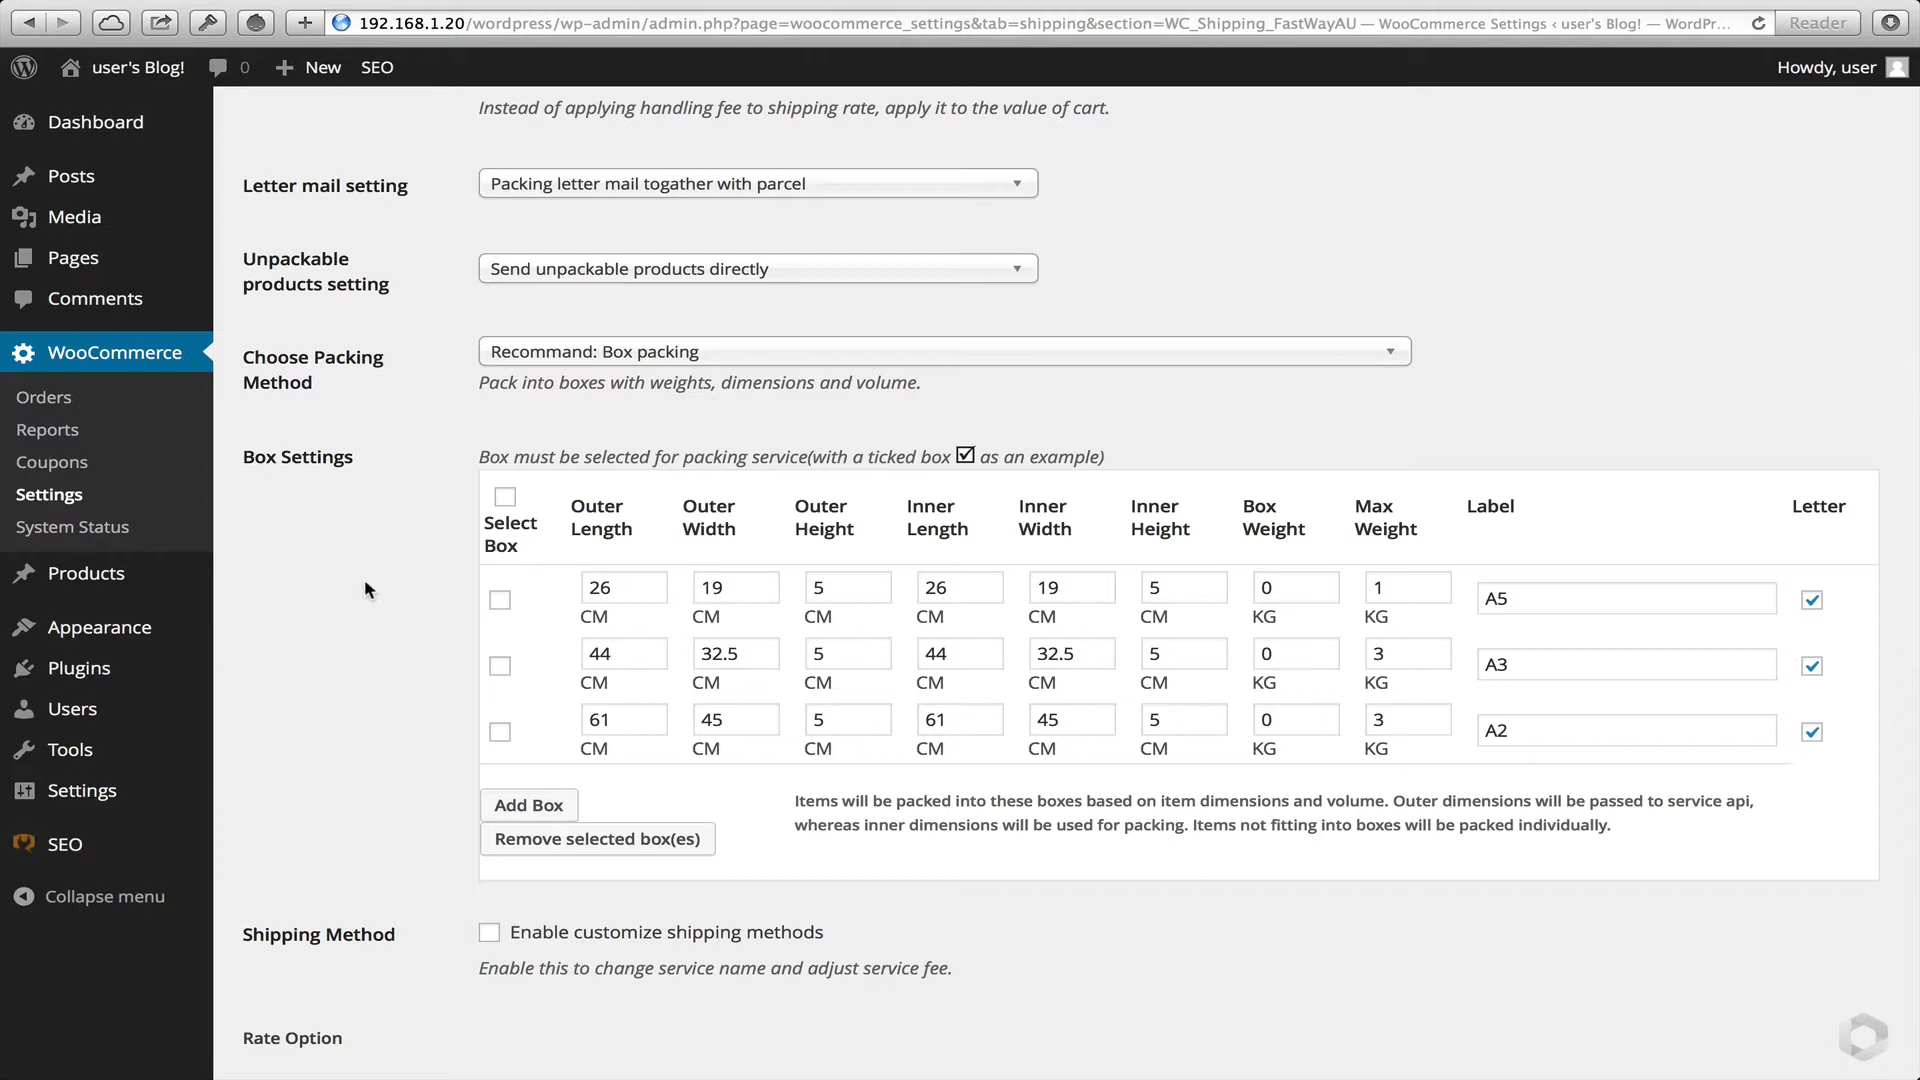 192.168.1.20/wordpress/wp-admin/admin.php?page=woocommerce_settings&tab=shipping&section=WC_Shipping_FastWayAU — WooCommerce Settings ‹ user's Blog! — WordPr...
Reader
user's Blog!
0
New
SEO
Howdy, user
Dashboard
Posts
Media
Pages
Comments
WooCommerce
Orders
Reports
Coupons
Settings
System Status
Products
Appearance
Plugins
Users
Tools
Settings
SEO
Collapse menu
Instead of applying handling fee to shipping rate, apply it to the value of cart.
Letter mail setting
Packing letter mail togather with parcel
Unpackable
products setting
Send unpackable products directly
Choose Packing
Method
Recommand: Box packing
Pack into boxes with weights, dimensions and volume.
Box Settings
Box must be selected for packing service(with a ticked box as an example)
Select
Box
Outer
Length
Outer
Width
Outer
Height
Inner
Length
Inner
Width
Inner
Height
Box
Weight
Max
Weight
Label
Letter
26 19 5 26 19 5 0 1 A5
CM CM CM CM CM CM KG KG
44 32.5 5 44 32.5 5 0 3 A3
CM CM CM CM CM CM KG KG
61 45 5 61 45 5 0 3 A2
CM CM CM CM CM CM KG KG
Add Box
Remove selected box(es)
Items will be packed into these boxes based on item dimensions and volume. Outer dimensions will be passed to service api,
whereas inner dimensions will be used for packing. Items not fitting into boxes will be packed individually.
Shipping Method
Enable customize shipping methods
Enable this to change service name and adjust service fee.
Rate Option